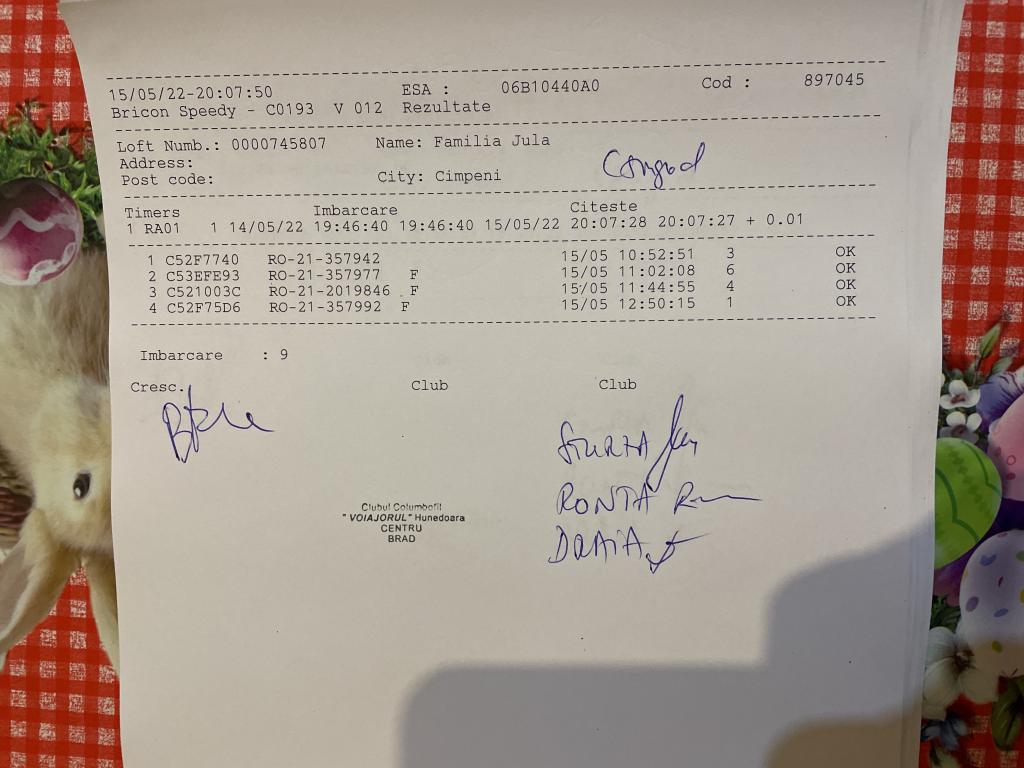 15/05/22-20:07:50 ESA : 06B10440A0 Cod : 897045
Bricon Speedy - C0193 V 012 Rezultate
Loft Numb.: 0000745807 Name: Familia Jula
Address:
Post code: City: Cimpeni
Timers Imbarcare Citeste
1 RA01 1 14/05/22 19:46:40 19:46:40 15/05/22 20:07:28 20:07:27 + 0.01
1 C52F7740 RO-21-357942 15/05 10:52:51 3 OK
2 C53EFE93 RO-21-357977 F 15/05 11:02:08 6 OK
3 C521003C RO-21-2019846 F 15/05 11:44:55 4 OK
4 C52F75D6 RO-21-357992 F 15/05 12:50:15 1 OK
Imbarcare : 9
Cresc. Club Club
RONTA
Clubul Columbofil
"VOIAJORUL" Hunedoara
CENTRU
BRAD